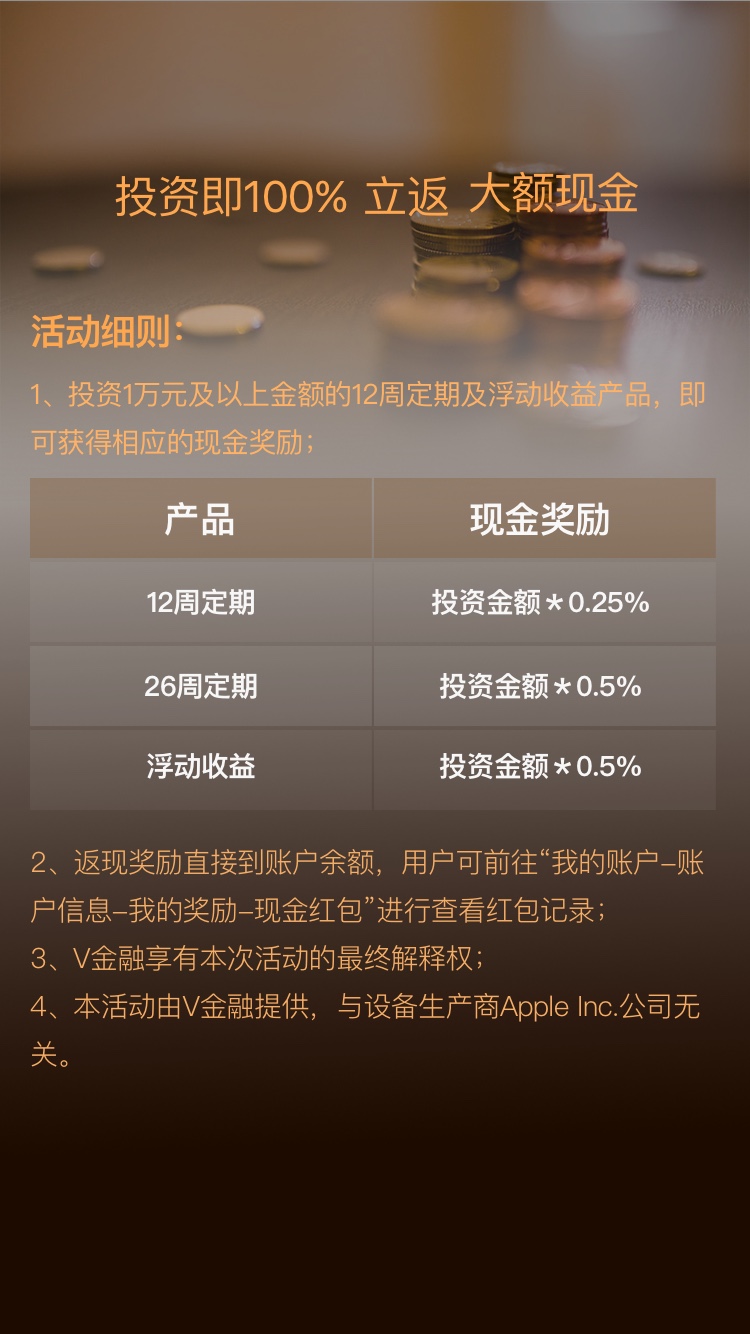 投资即100% 立返 大额现金
活动细则：
1、投资1万元及以上金额的12周定期及浮动收益产品，即
可获得相应的现金奖励；
产品 现金奖励
12周定期 投资金额*0.25%
26周定期 投资金额*0.5%
浮动收益 投资金额*0.5%
2、返现奖励直接到账户余额，用户可前往“我的账户–账
户信息–我的奖励–现金红包”进行查看红包记录；
3、V金融享有本次活动的最终解释权；
4、本活动由V金融提供，与设备生产商Apple Inc.公司无
关。